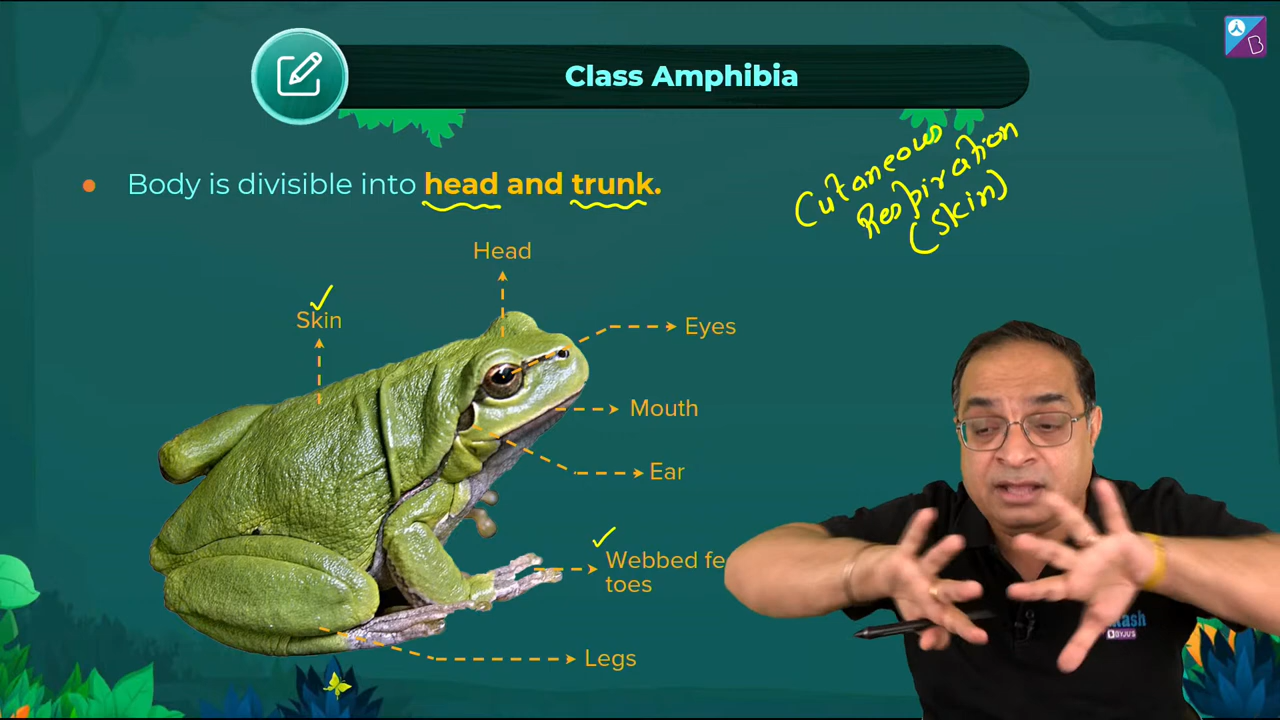 Class Amphibia
Body is divisible into head and trunk.
Cutaneous
Respiration
(Skin)
Head
Skin
Eyes
Mouth
Ear
Webbed fe
toes
Legs
BYJU'S
B